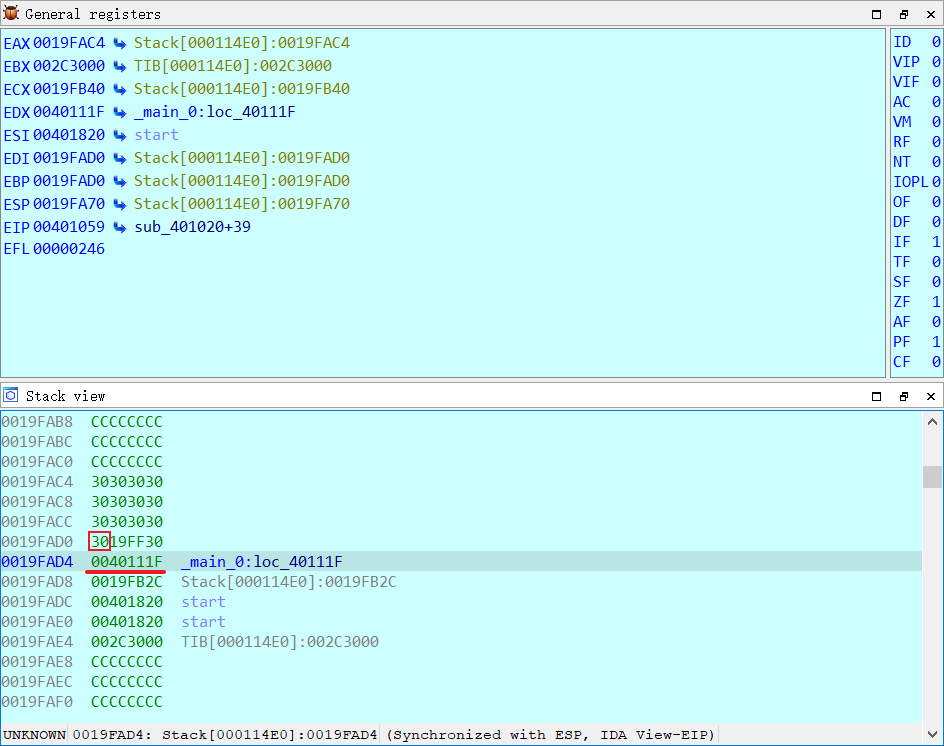 General registers
EAX 0019FAC4 Stack[000114E0]:0019FAC4
EBX 002C3000 TIB[000114E0]:002C3000
ECX 0019FB40 Stack[000114E0]:0019FB40
EDX 0040111F _main_0:loc_40111F
ESI 00401820 start
EDI 0019FAD0 Stack[000114E0]:0019FAD0
EBP 0019FAD0 Stack[000114E0]:0019FAD0
ESP 0019FA70 Stack[000114E0]:0019FA70
EIP 00401059 sub_401020+39
EFL 00000246
ID 0
VIP 0
VIF 0
AC 0
VM 0
RF 0
NT 0
IOPL 0
OF 0
DF 0
IF 1
TF 0
SF 0
ZF 1
AF 0
PF 1
CF 0
Stack view
0019FAB8 CCCCCCCC
0019FABC CCCCCCCC
0019FAC0 CCCCCCCC
0019FAC4 30303030
0019FAC8 30303030
0019FACC 30303030
0019FAD0 3019FF30
0019FAD4 0040111F _main_0:loc_40111F
0019FAD8 0019FB2C Stack[000114E0]:0019FB2C
0019FADC 00401820 start
0019FAE0 00401820 start
0019FAE4 002C3000 TIB[000114E0]:002C3000
0019FAE8 CCCCCCCC
0019FAEC CCCCCCCC
0019FAF0 CCCCCCCC
UNKNOWN 0019FAD4: Stack[000114E0]:0019FAD4 (Synchronized with ESP, IDA View-EIP)